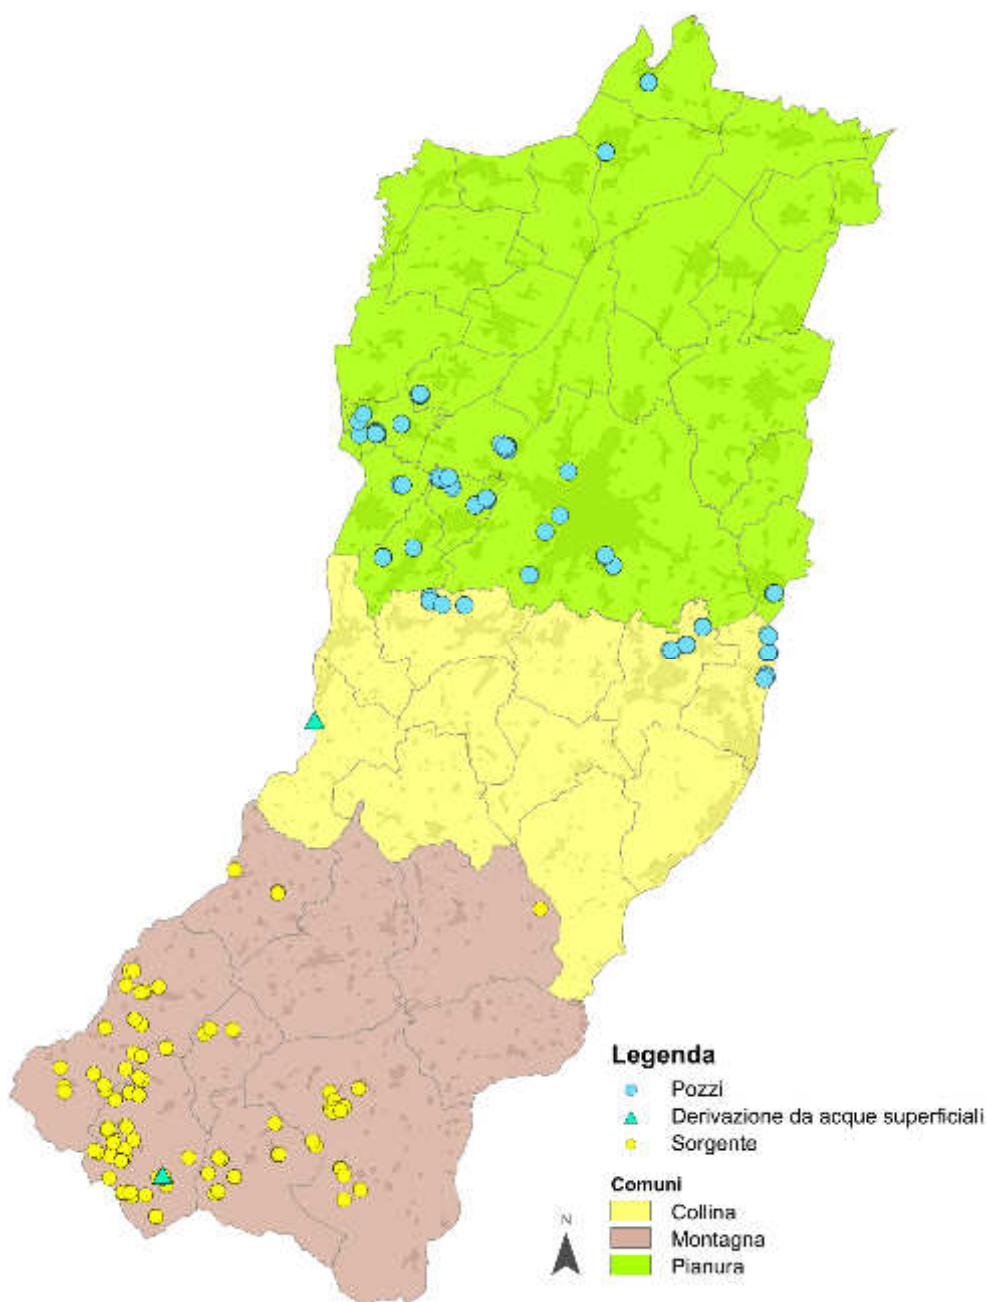 Legenda
Pozzi
Derivazione da acque superficiali
Sorgente
Comuni
Collina
N
Montagna
Pianura